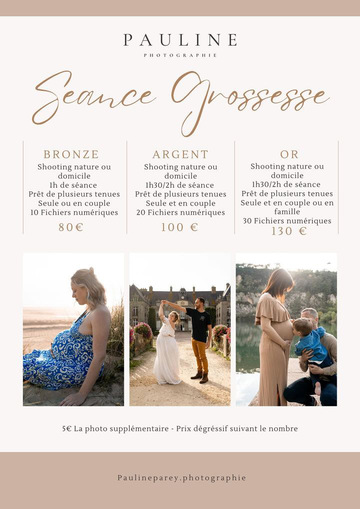 PAULINE
PHOTOGRAPHIE
Seance Grossesse
BRONZE
Shooting nature ou
domicile
1h de séance
Prêt de plusieurs tenues
Seule ou en couple
10 Fichiers numériques
80€
ARGENT
Shooting nature ou
domicile
1h30/2h de séance
Prêt de plusieurs tenues
Seule et en couple
20 Fichiers numériques
100 €
OR
Shooting nature ou
domicile
1h30/2h de séance
Prêt de plusieurs tenues
Seule et en couple ou en
famille
30 Fichiers numériques
130 €
5€ La photo supplémentaire - Prix dégréssif suivant le nombre
Paulineparey.photographie